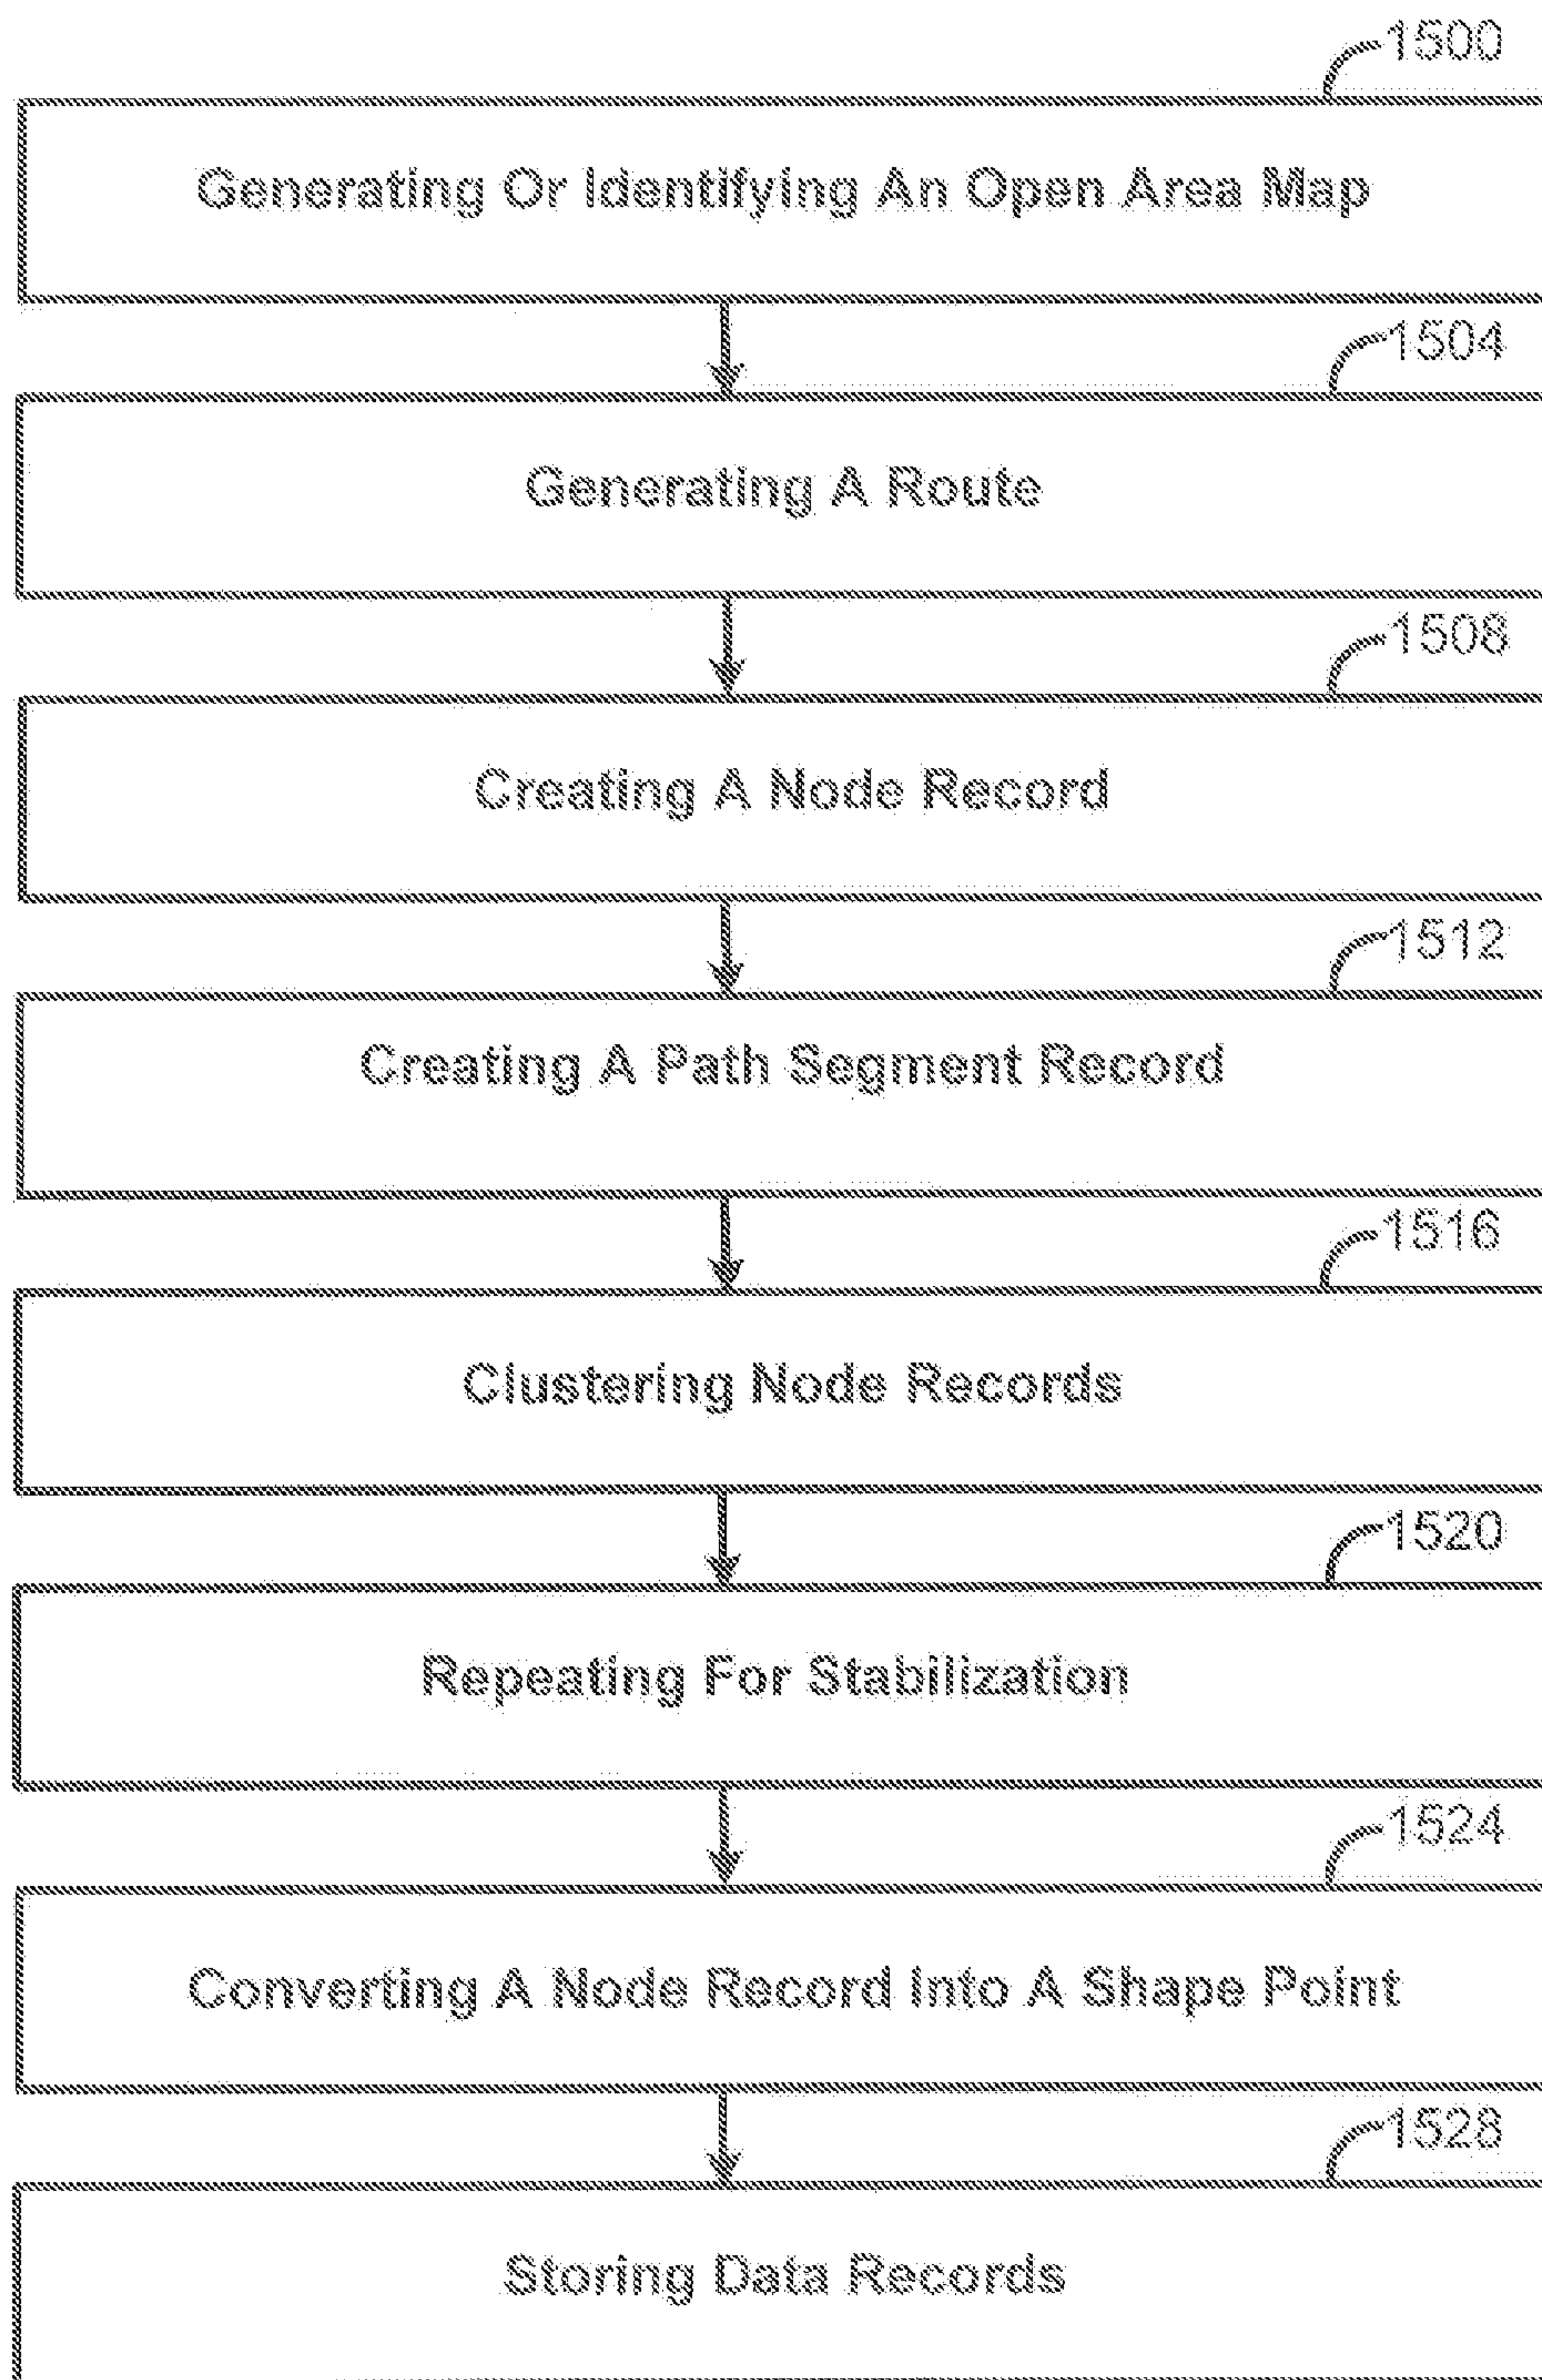 1500
Generating Or Identifying An Open Area Map
1504
Generating A Route
1508
Creating A Node Record
1512
Creating A Path Segment Record
1516
Clustering Node Records
1520
Repeating For Stabilization
1524
Converting A Node Record Into A Shape Point
1528
Storing Data Records